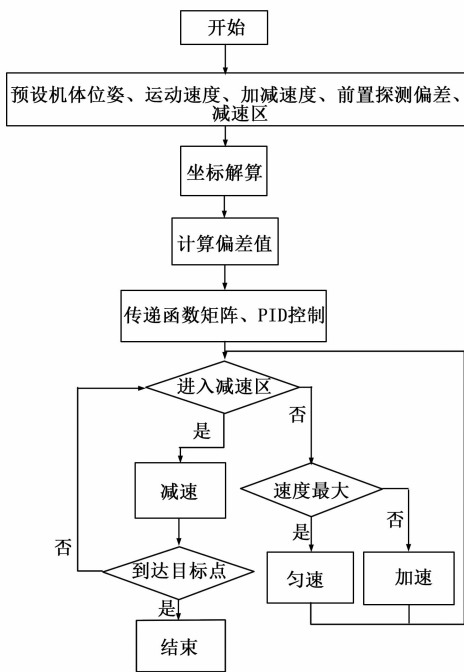 开始
预设机体位姿、运动速度、加减速度、前置探测偏差、
减速区
坐标解算
计算偏差值
传递函数矩阵、PID控制
进入减速区
是
否
减速
速度最大
否
是
否
到达目标点
匀速
加速
是
结束